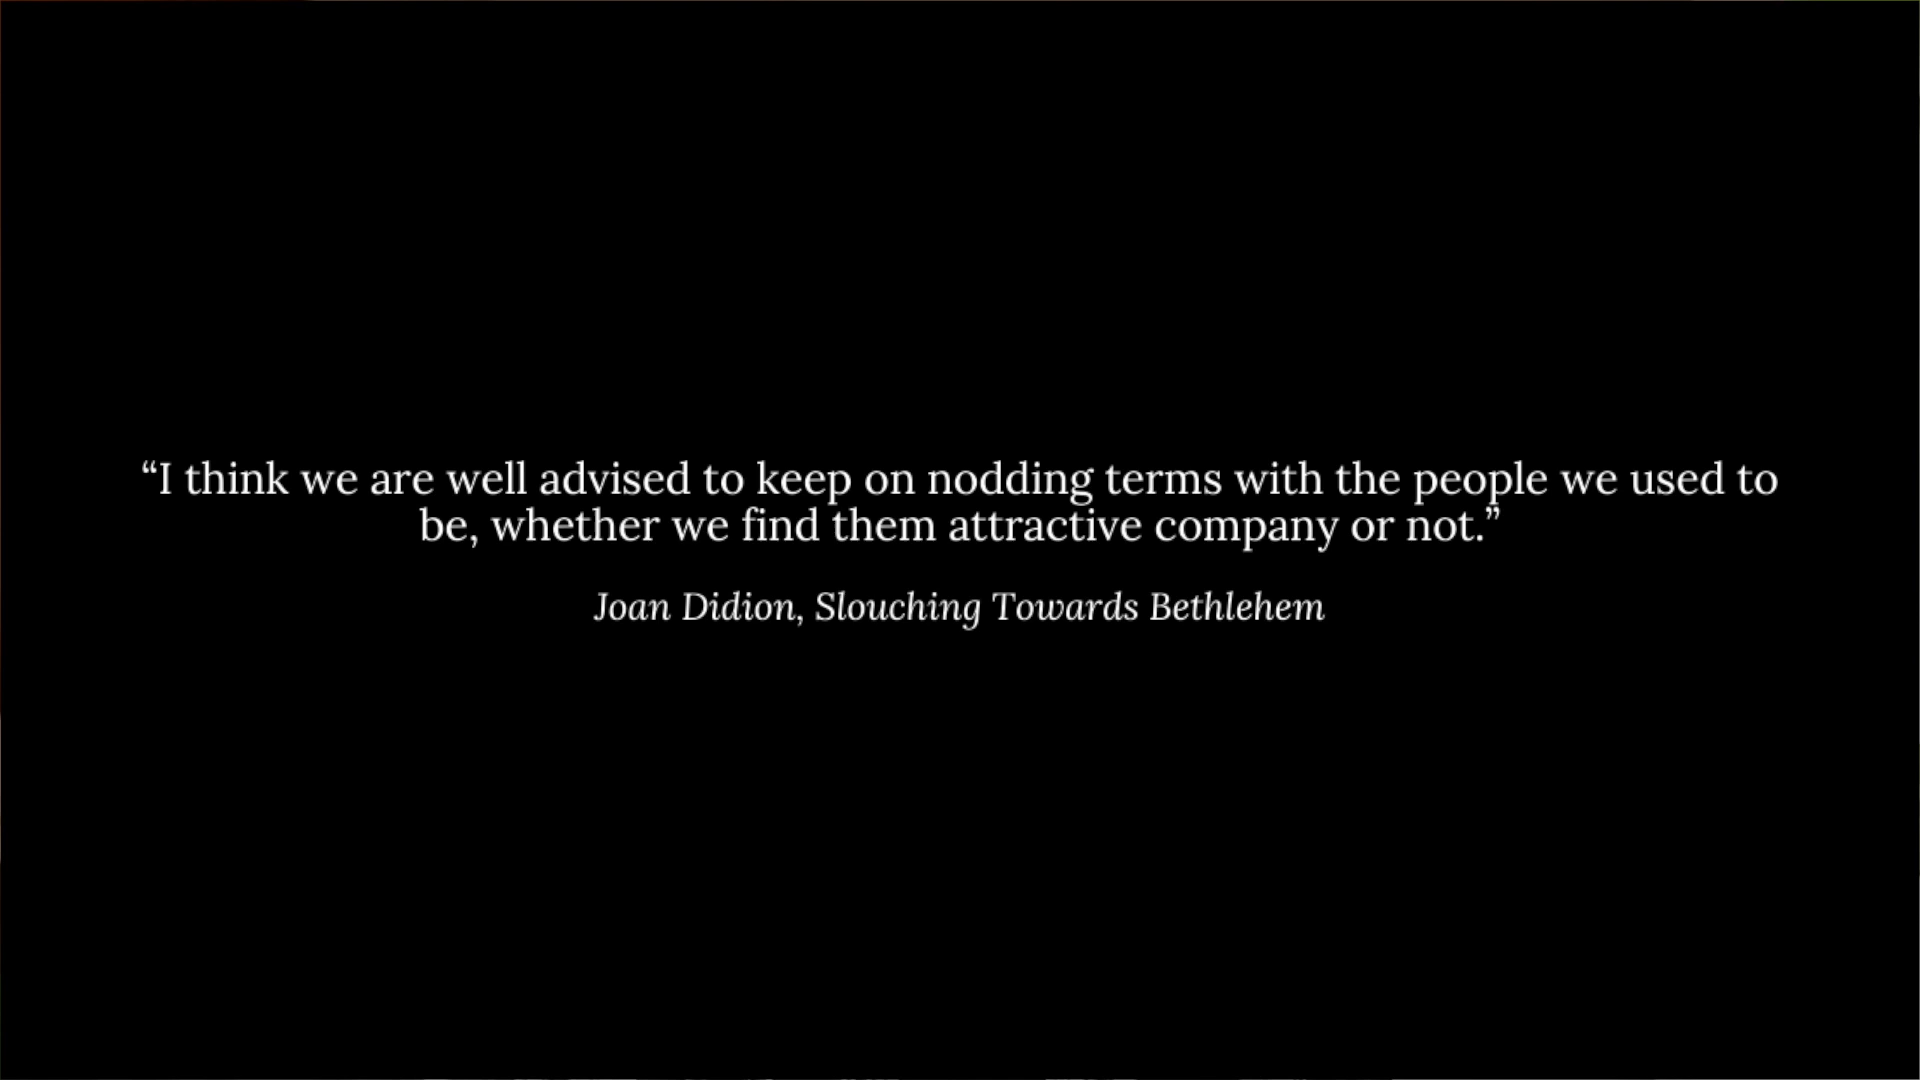 “I think we are well advised to keep on nodding terms with the people we used to
be, whether we find them attractive company or not.”
Joan Didion, Slouching Towards Bethlehem